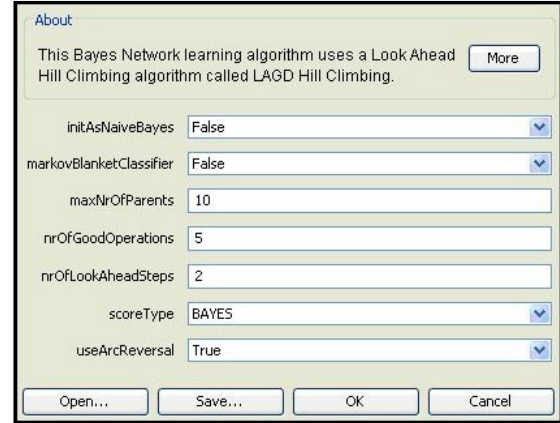 About
This Bayes Network learning algorithm uses a Look Ahead
Hill Climbing algorithm called LAGD Hill Climbing.
More
initAsNaiveBayes False
markovBlanketClassifier False
maxNrOfParents 10
nrOfGoodOperations 5
nrOfLookAheadSteps 2
scoreType BAYES
useArcReversal True
Open... Save... OK Cancel